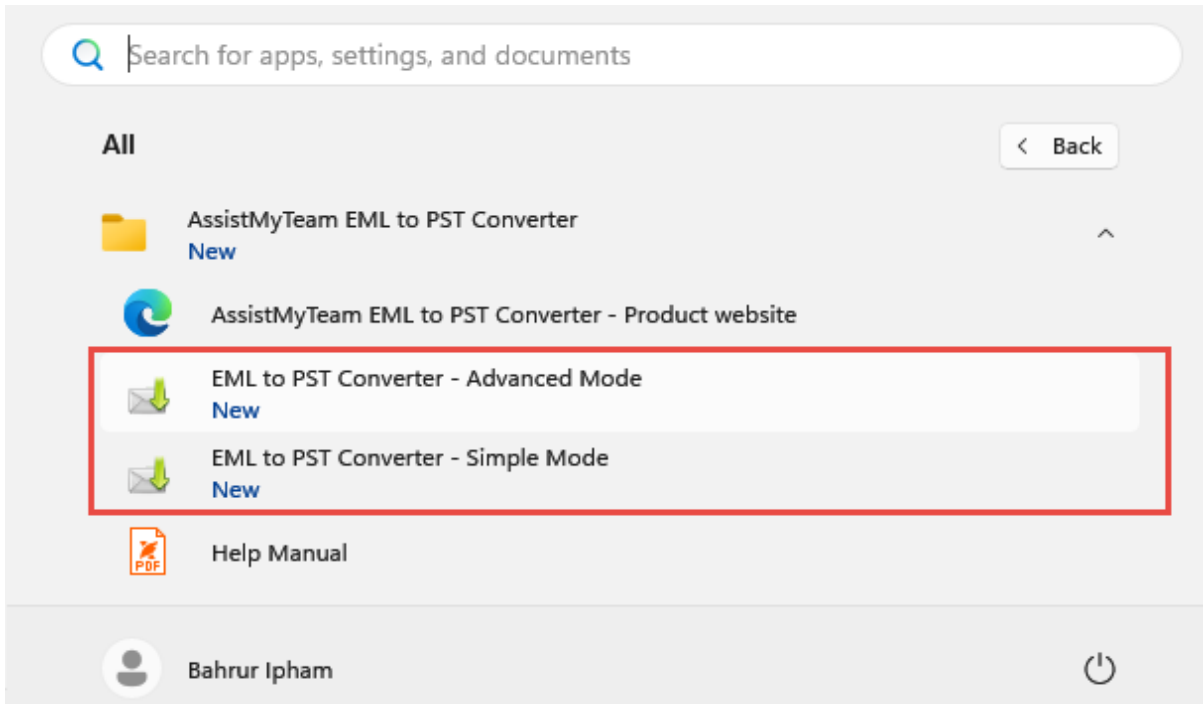 Search for apps, settings, and documents
All
Back
AssistMyTeam EML to PST Converter
New
AssistMyTeam EML to PST Converter - Product website
EML to PST Converter - Advanced Mode
New
EML to PST Converter - Simple Mode
New
PDF
Help Manual
Bahrur Ipham